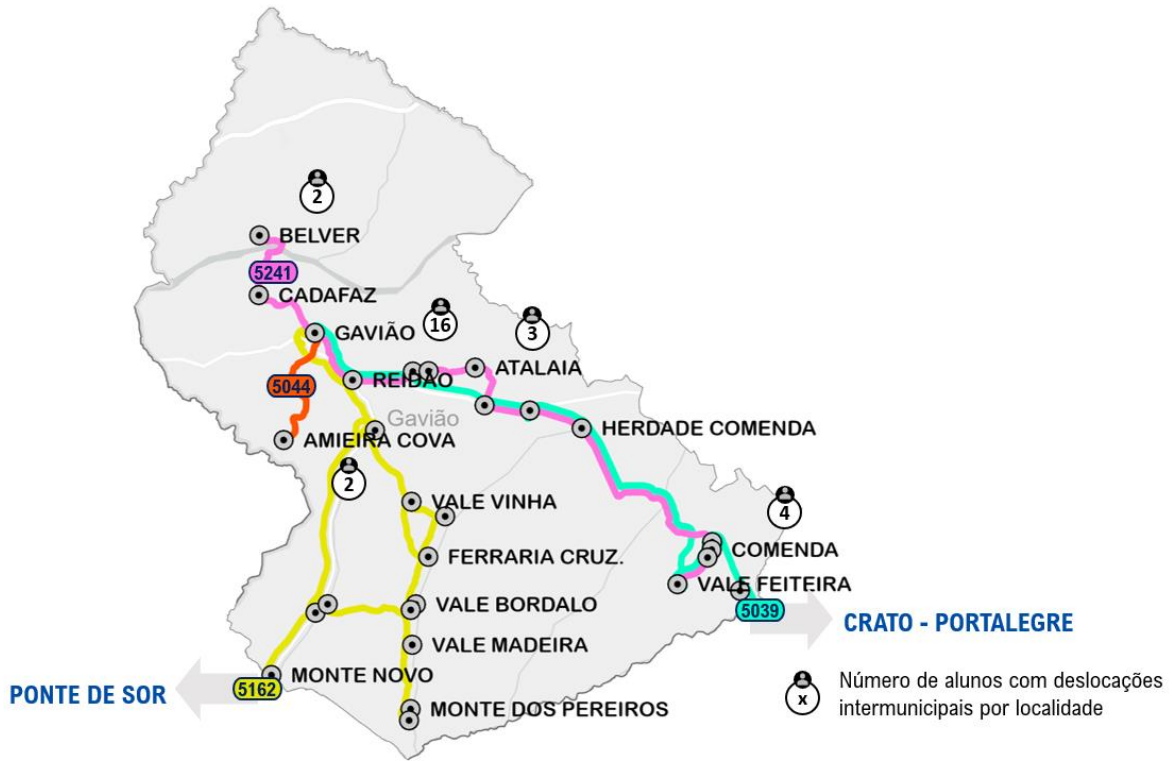 2
BELVER
5241
CADAFAZ
16
3
GAVIÃO
ATALAIA
REIDÃO
5044
Gavião
HERDADE COMENDA
AMIEIRA COVA
2
VALE VINHA
4
COMENDA
FERRARIA CRUZ.
VALE FEITEIRA
VALE BORDALO
5039
CRATO - PORTALEGRE
VALE MADEIRA
MONTE NOVO
5162
PONTE DE SOR
MONTE DOS PEREIROS
x
Número de alunos com deslocações
intermunicipais por localidade